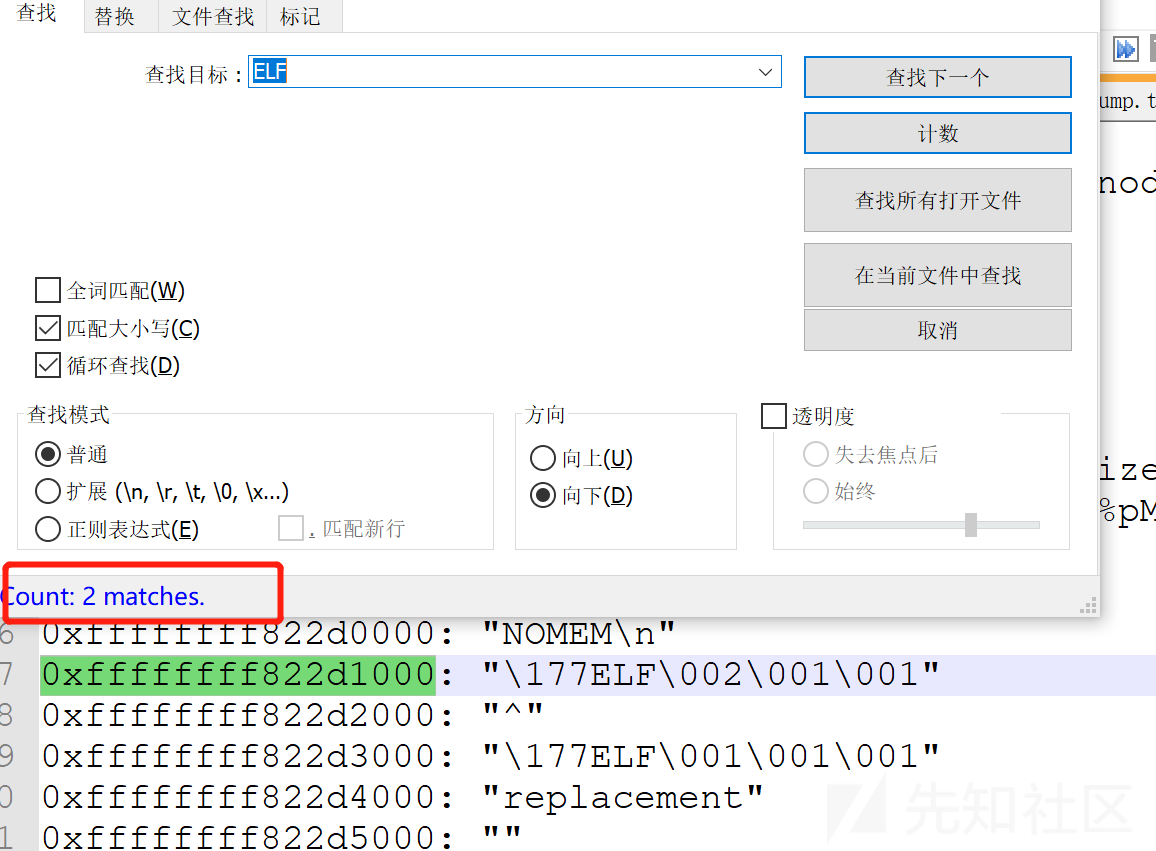 查找 替换 文件查找 标记
查找目标： ELF
查找下一个
计数
ump.t
查找所有打开文件
nod
在当前文件中查找
取消
全词匹配(W)
匹配大小写(C)
循环查找(D)
查找模式
普通
扩展 (\n, \r, \t, \0, \x...)
正则表达式(E) . 匹配新行
方向
向上(U)
向下(D)
透明度
失去焦点后
始终
ize
%pM
Count: 2 matches.
6 0xffffffff822d0000: "NOMEM\n"
7 0xffffffff822d1000: "\177ELF\002\001\001"
8 0xffffffff822d2000: "^"
9 0xffffffff822d3000: "\177ELF\001\001\001"
0 0xffffffff822d4000: "replacement"
1 0xffffffff822d5000: ""
先知社区